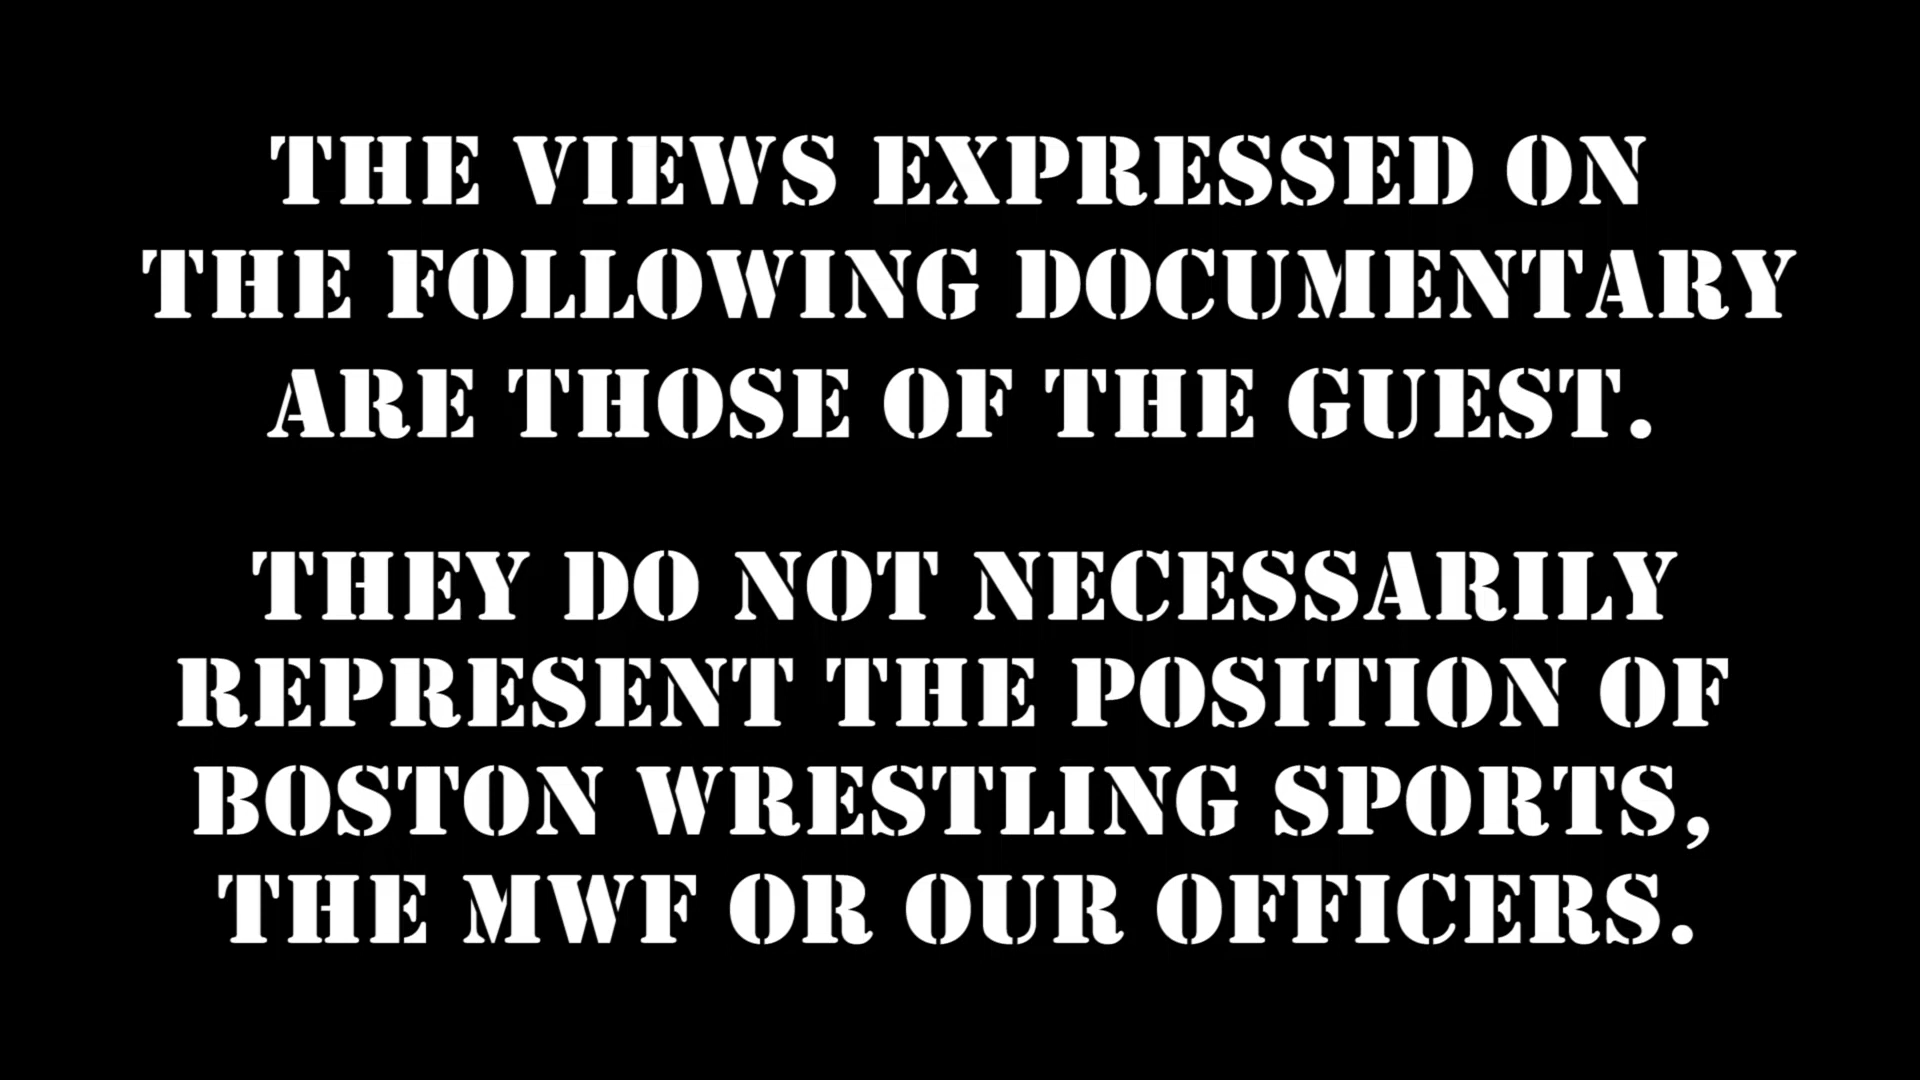 THE VIEWS EXPRESSED ON
THE FOLLOWING DOCUMENTARY
ARE THOSE OF THE GUEST.
THEY DO NOT NECESSARILY
REPRESENT THE POSITION OF
BOSTON WRESTLING SPORTS,
THE MWF OR OUR OFFICERS.